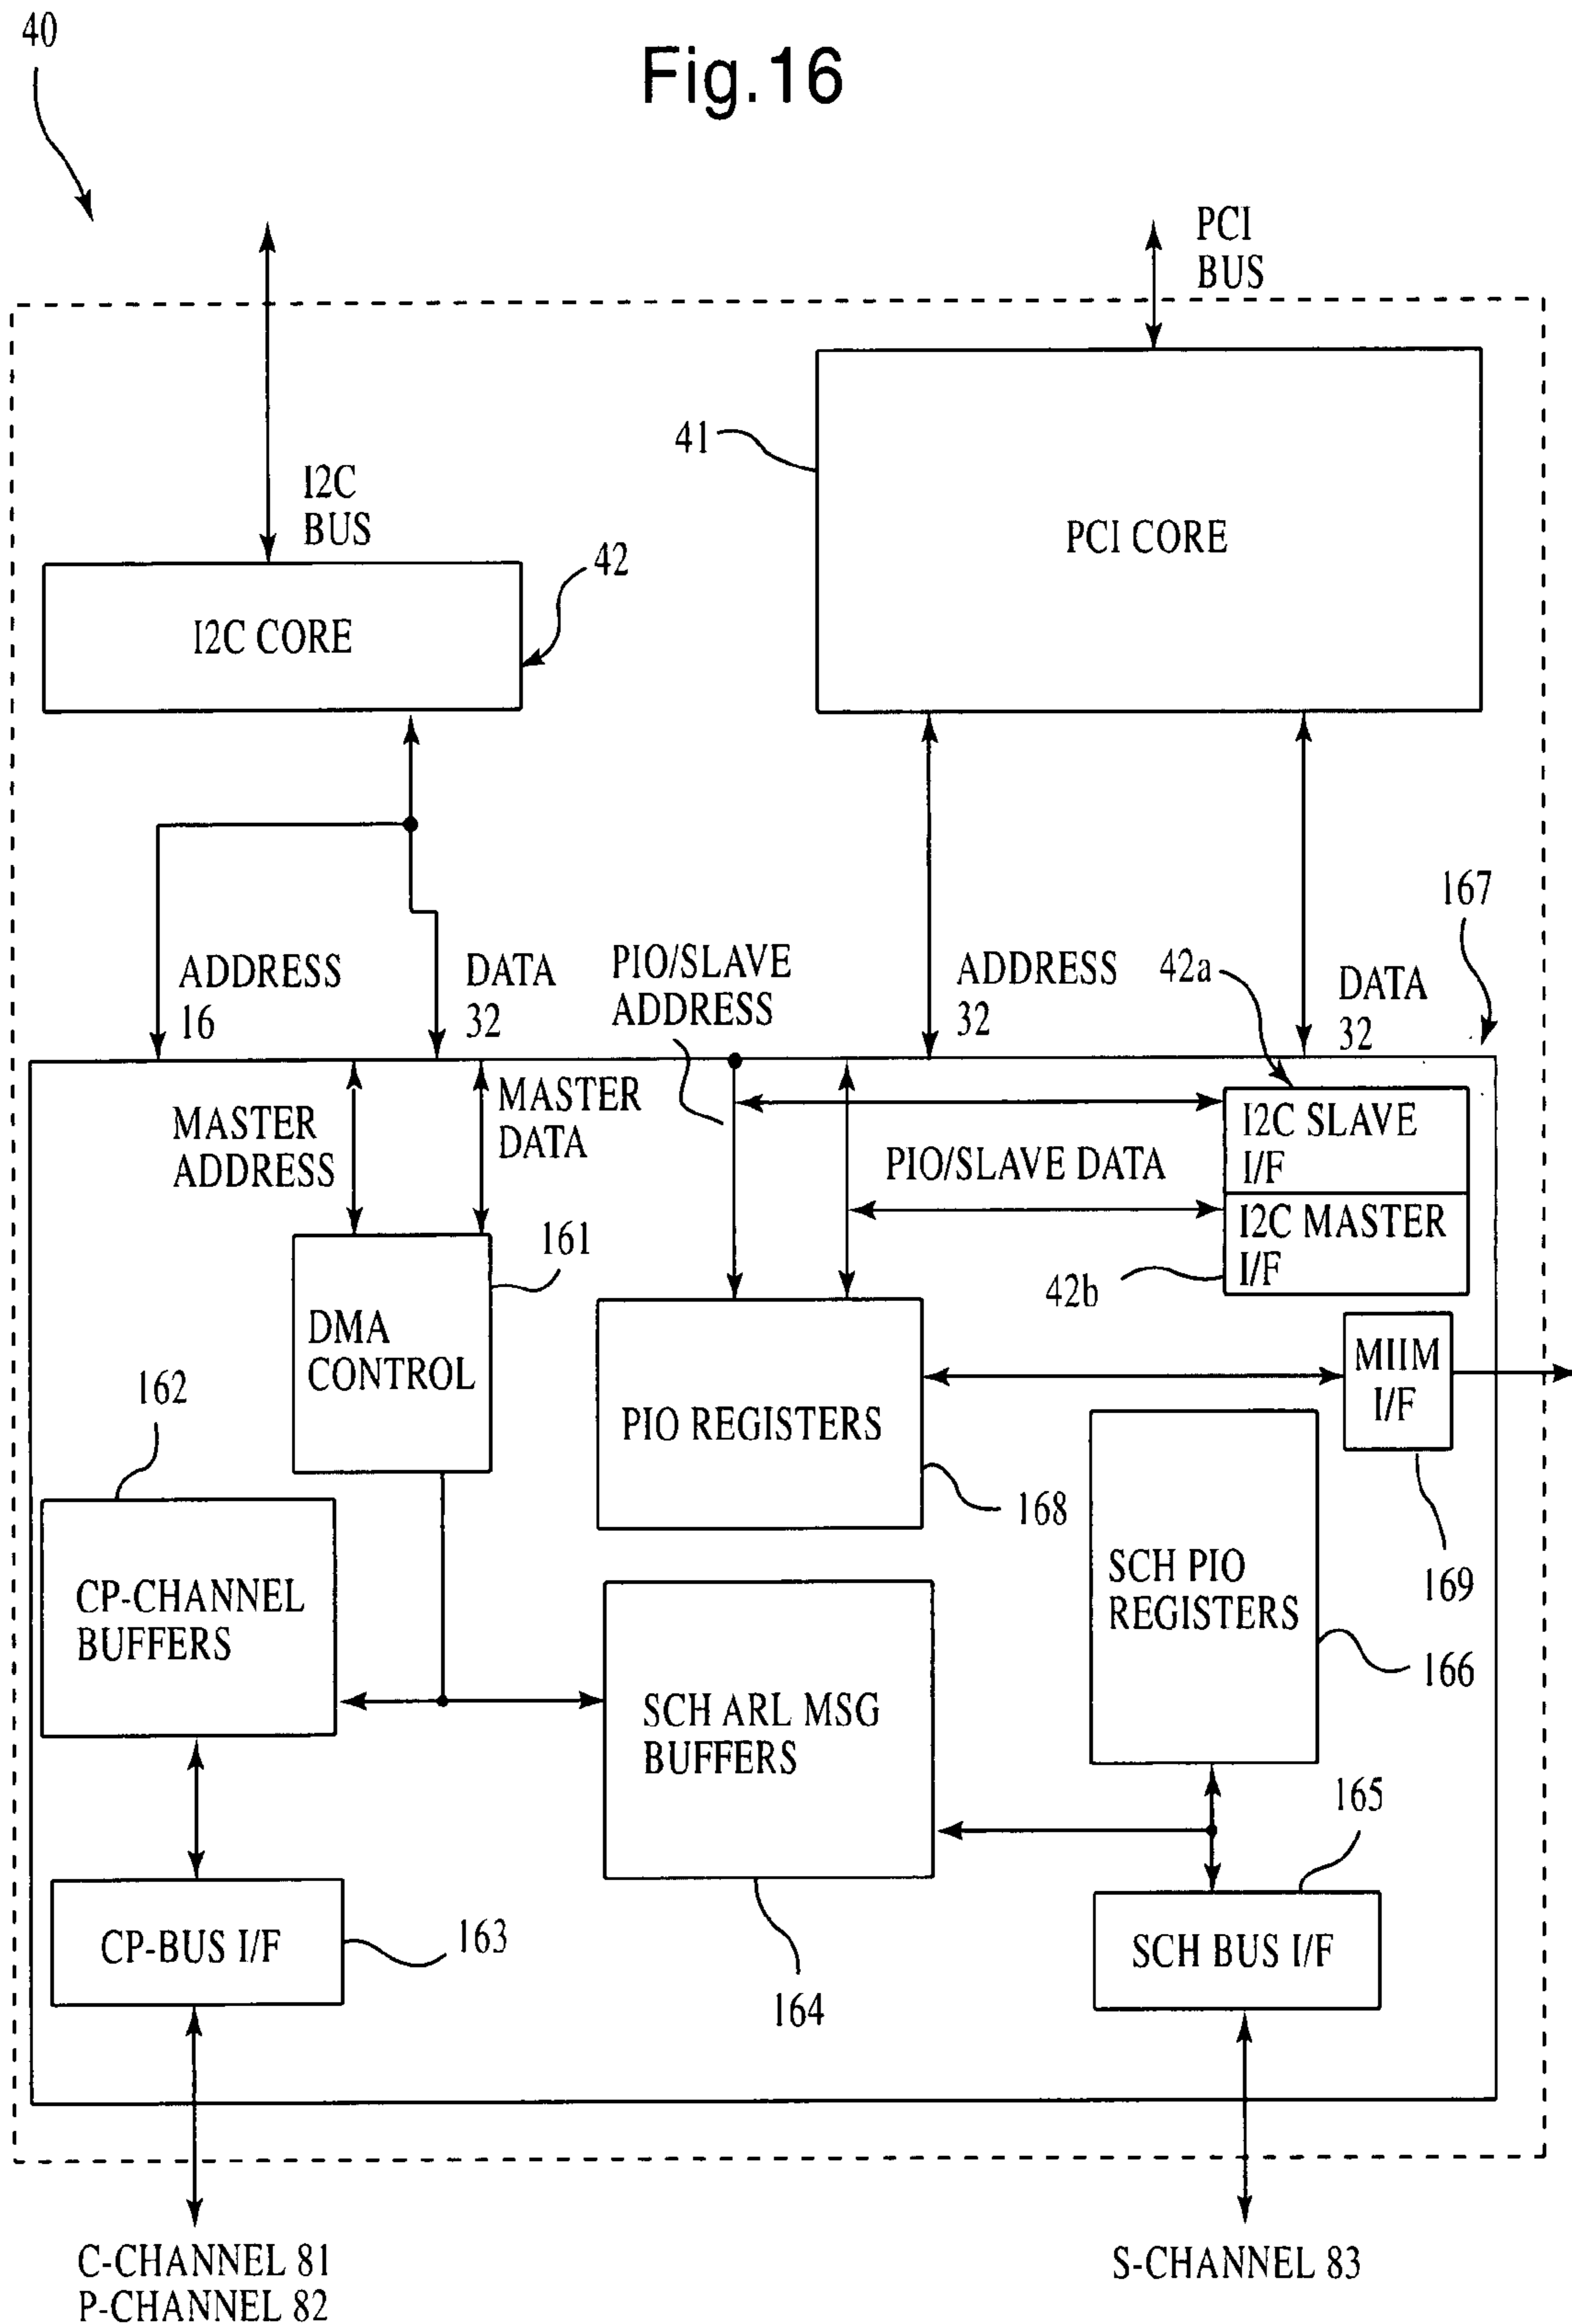 40
Fig.16
PCI
BUS
41
I2C
BUS
PCI CORE
42
I2C CORE
167
ADDRESS
16
DATA
32
PIO/SLAVE
ADDRESS
ADDRESS
32
42a
DATA
32
MASTER
ADDRESS
MASTER
DATA
I2C SLAVE
I/F
PIO/SLAVE DATA
I2C MASTER
I/F
42b
161
DMA
CONTROL
162
PIO REGISTERS
MIIM
I/F
168
169
CP-CHANNEL
BUFFERS
SCH PIO
REGISTERS
166
SCH ARL MSG
BUFFERS
165
CP-BUS I/F
163
164
SCH BUS I/F
C-CHANNEL 81
P-CHANNEL 82
S-CHANNEL 83